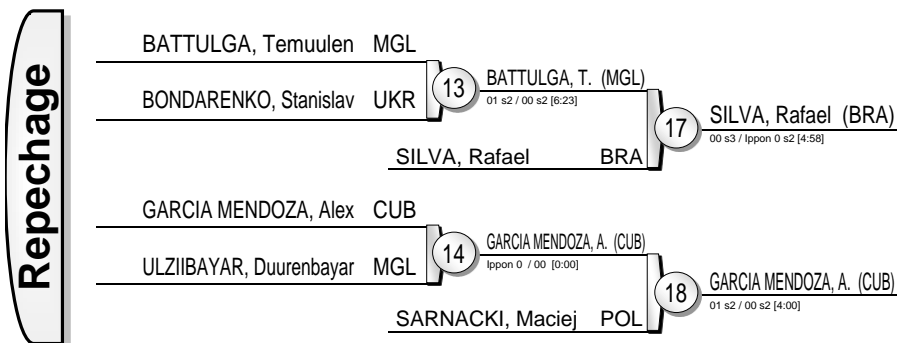 Repechage
BATTULGA, Temuulen MGL
BONDARENKO, Stanislav UKR
13
BATTULGA, T. (MGL)
01 s2 / 00 s2 [6:23]
SILVA, Rafael BRA
17
SILVA, Rafael (BRA)
00 s3 / Ippon 0 s2 [4:58]
GARCIA MENDOZA, Alex CUB
ULZIIBAYAR, Duurenbayar MGL
14
GARCIA MENDOZA, A. (CUB)
Ippon 0 / 00 [0:00]
SARNACKI, Maciej POL
18
GARCIA MENDOZA, A. (CUB)
01 s2 / 00 s2 [4:00]